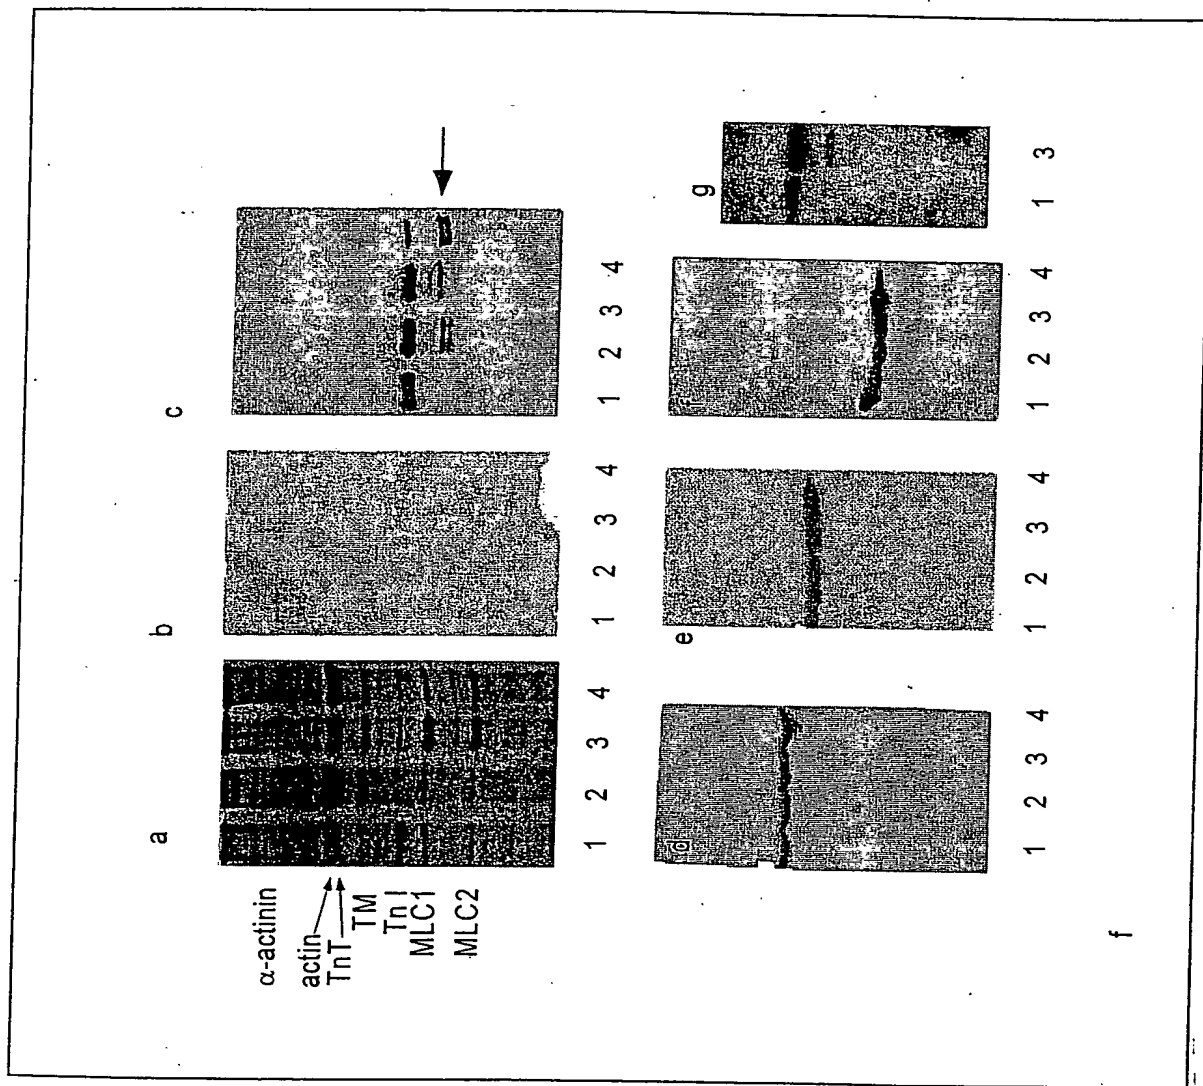 a
b
c
α-actinin
actin
TnT
TM
Tn I
MLC1
MLC2
1 2 3 4
1 2 3 4
1 2 3 4
d
e
g
1 2 3 4
1 2 3 4
1 2 3 4
1 3
f